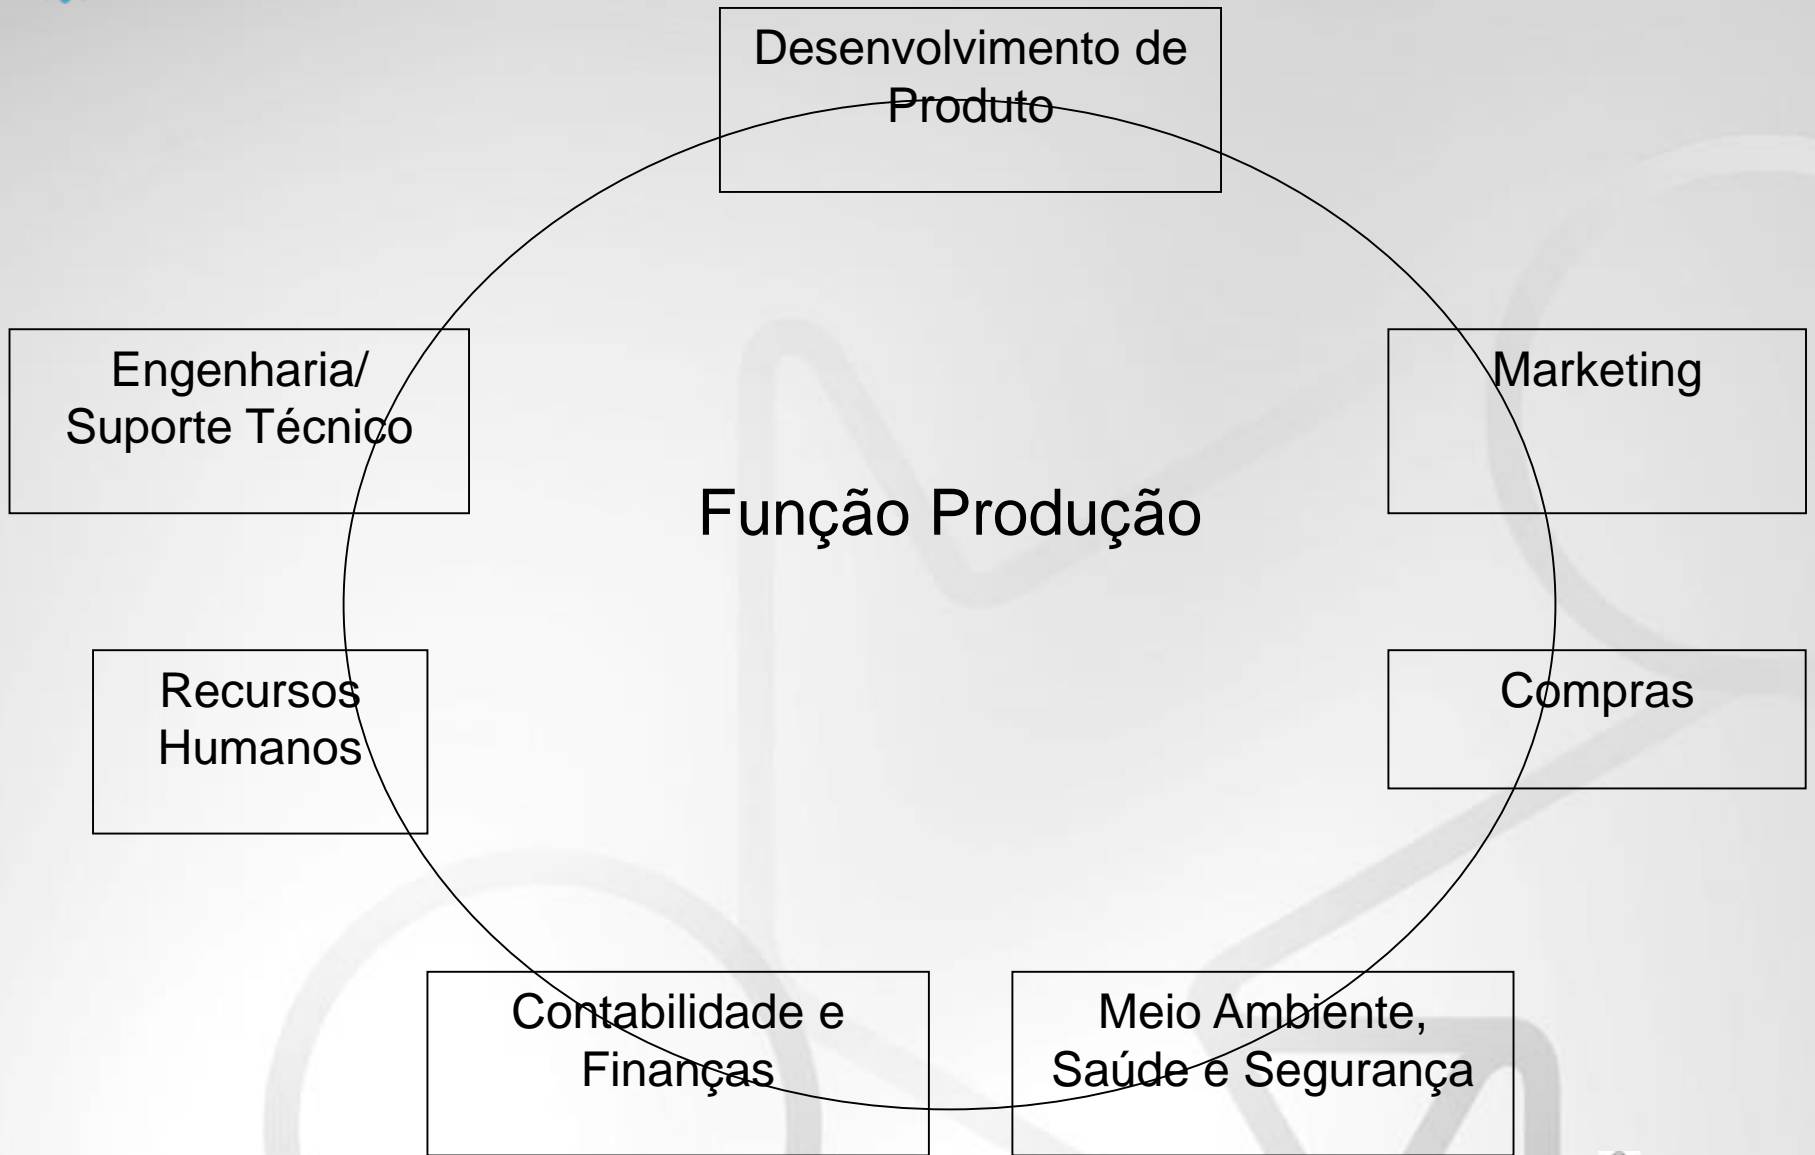 Desenvolvimento de
Produto
Engenharia/
Suporte Técnico
Marketing
Função Produção
Recursos
Humanos
Compras
Contabilidade e
Finanças
Meio Ambiente,
Saúde e Segurança